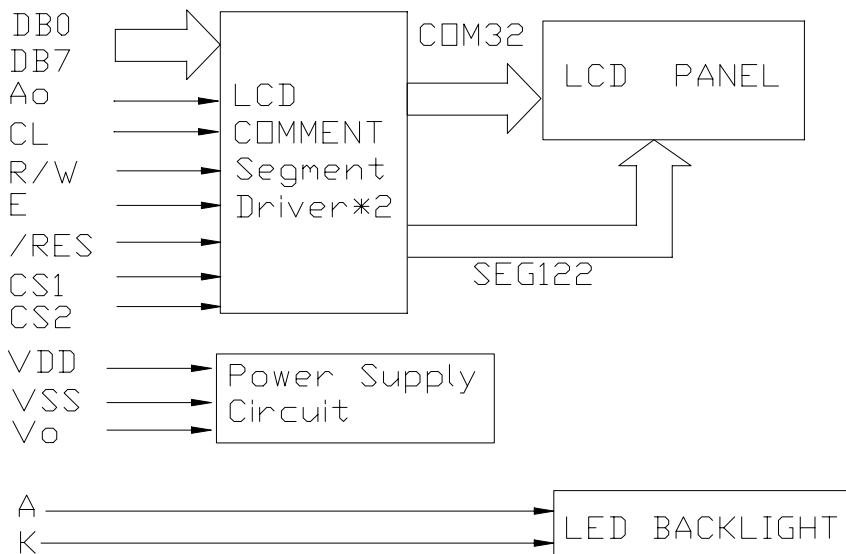 DB0
DB7
Ao
CL
R/W
E
/RES
CS1
CS2
LCD
COMMENT
Segment
Driver*2
COM32
LCD PANEL
SEG122
VDD
VSS
Vo
Power Supply
Circuit
A
K
LED BACKLIGHT